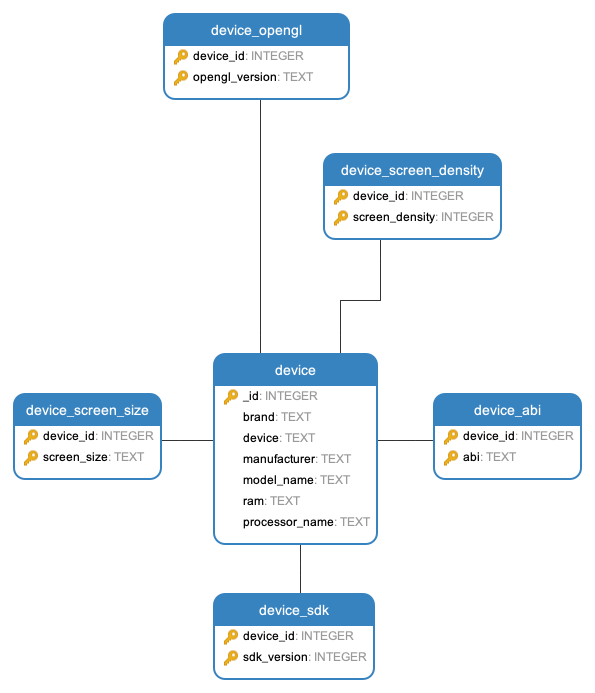 device_opengl
device_id: INTEGER
opengl_version: TEXT
device_screen_density
device_id: INTEGER
screen_density: INTEGER
device
_id: INTEGER
brand: TEXT
device: TEXT
manufacturer: TEXT
model_name: TEXT
ram: TEXT
processor_name: TEXT
device_screen_size
device_id: INTEGER
screen_size: TEXT
device_abi
device_id: INTEGER
abi: TEXT
device_sdk
device_id: INTEGER
sdk_version: INTEGER